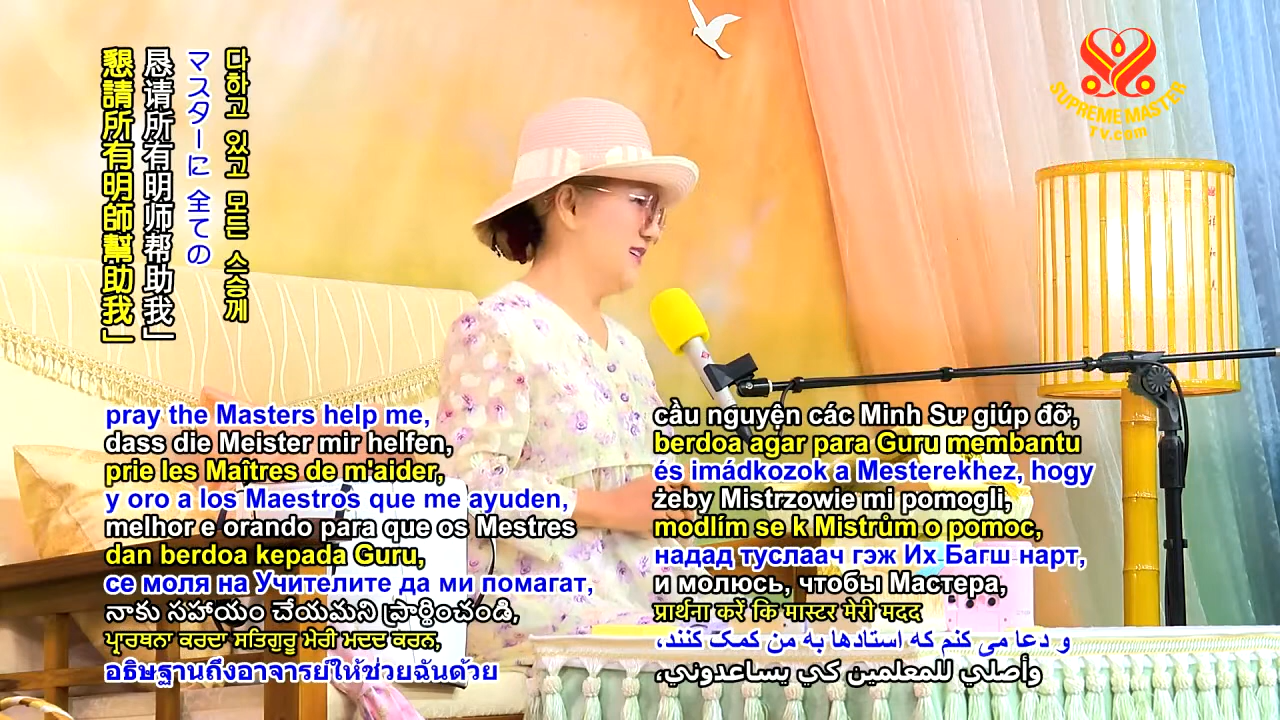 다하고 있고 모든 스승께
マスターに 全ての
恳请所有明师帮助我」
懇請所有明師幫助我」
SUPREME MASTER
TV.com
pray the Masters help me,
dass die Meister mir helfen,
prie les Maîtres de m'aider,
y oro a los Maestros que me ayuden,
melhor e orando para que os Mestres
dan berdoa kepada Guru,
се моля на Учителите да ми помагат,
నాకు సహాయం చేయమని ప్రార్థించండి,
ਪ੍ਰਾਰਥਨਾ ਕਰਦਾ ਸਤਿਗੁਰੂ ਮੇਰੀ ਮਦਦ ਕਰਨ,
อธิษฐานถึงอาจารย์ให้ช่วยฉันด้วย
cầu nguyện các Minh Sư giúp đỡ,
berdoa agar para Guru membantu
és imádkozok a Mesterekhez, hogy
żeby Mistrzowie mi pomogli,
modlím se k Mistrům o pomoc,
надад туслаач гэж Их Багш нарт,
и молюсь, чтобы Мастера,
प्रार्थना करें कि मास्टर मेरी मदद
و دعا می کنم که استادها به من کمک کنند،
وأصلي للمعلمين كي يساعدوني،